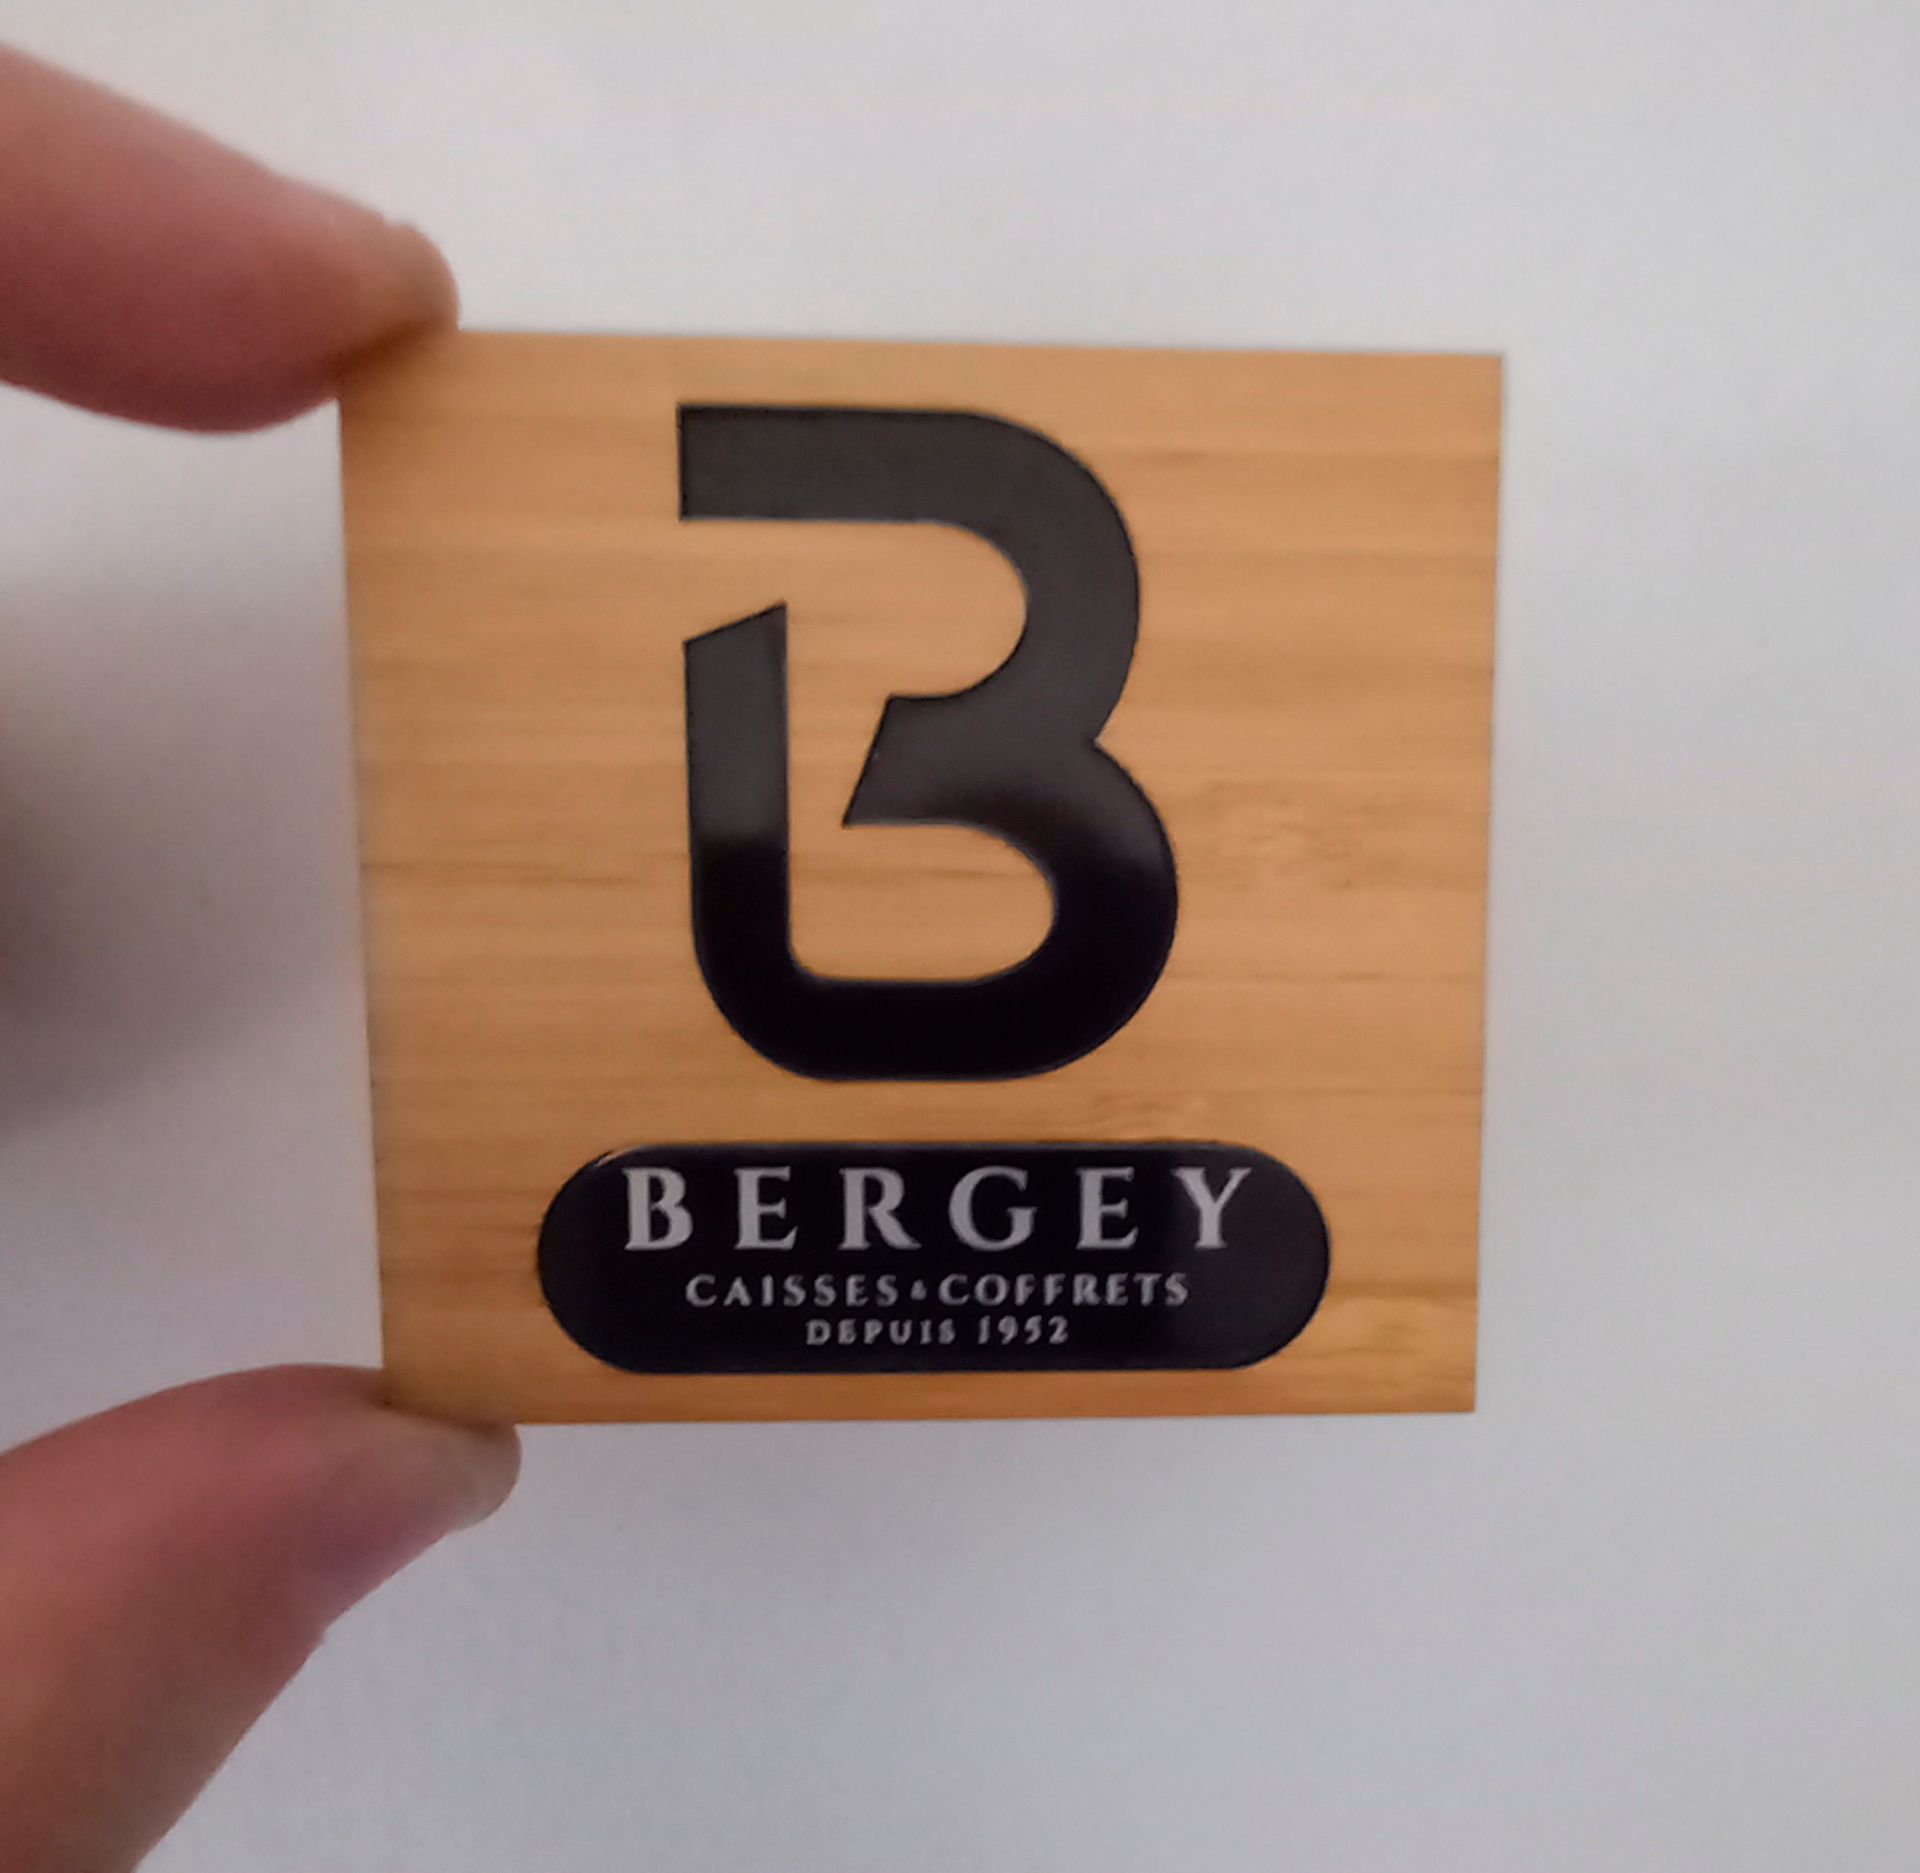 B
BERGEY
CAISSES & COFFRETS
DEPUIS 1952